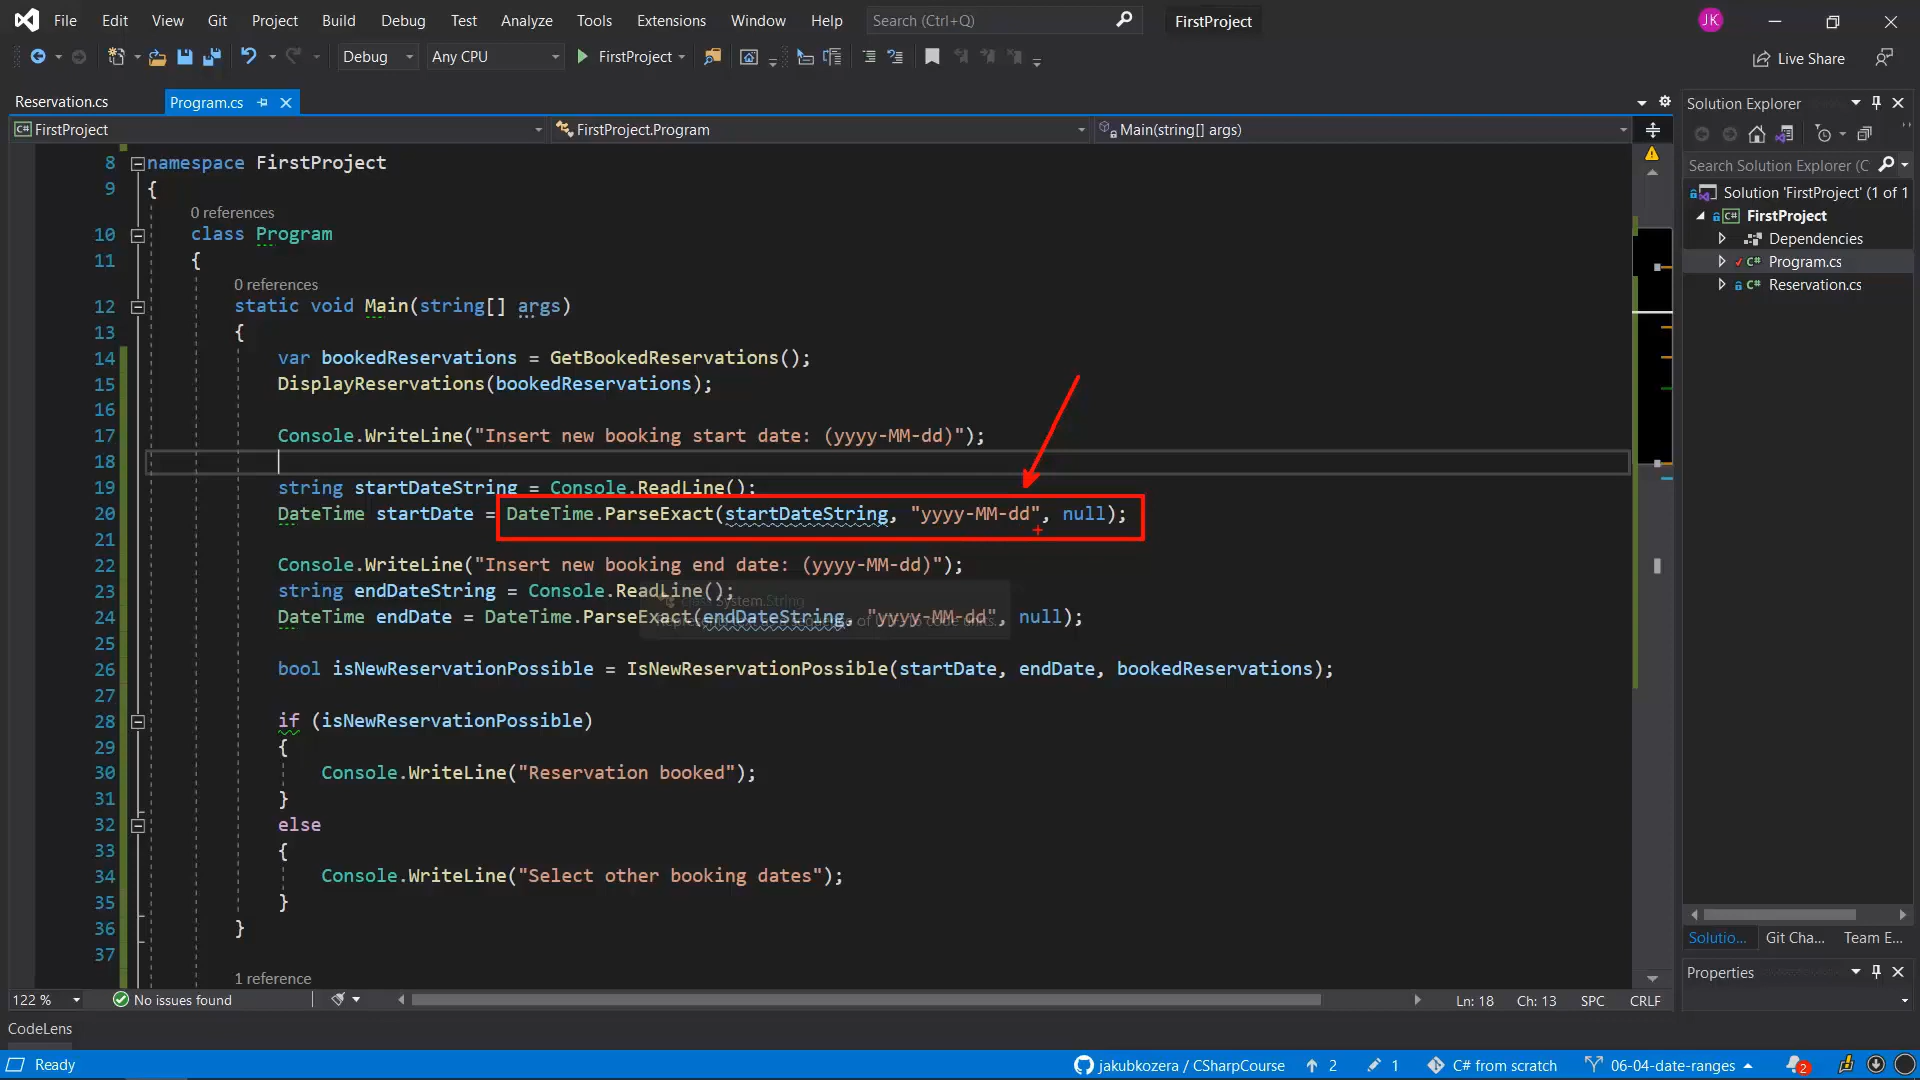 File Edit View Git Project Build Debug Test Analyze Tools Extensions Window Help Search (Ctrl+Q) FirstProject JK
Debug Any CPU FirstProject Live Share
Reservation.cs Program.cs
FirstProject FirstProject.Program Main(string[] args)
8 namespace FirstProject
9 {
0 references
10 class Program
11 {
0 references
12 static void Main(string[] args)
13 {
14 var bookedReservations = GetBookedReservations();
15 DisplayReservations(bookedReservations);
16
17 Console.WriteLine("Insert new booking start date: (yyyy-MM-dd)");
18
19 string startDateString = Console.ReadLine();
20 DateTime startDate = DateTime.ParseExact(startDateString, "yyyy-MM-dd", null);
21
22 Console.WriteLine("Insert new booking end date: (yyyy-MM-dd)");
23 string endDateString = Console.ReadLine();
class System.String
24 DateTime endDate = DateTime.ParseExact(endDateString, "yyyy-MM-dd", null);
25
26 bool isNewReservationPossible = IsNewReservationPossible(startDate, endDate, bookedReservations);
27
28 if (isNewReservationPossible)
29 {
30 Console.WriteLine("Reservation booked");
31 }
32 else
33 {
34 Console.WriteLine("Select other booking dates");
35 }
36 }
37
1 reference
122 % No issues found Ln: 18 Ch: 13 SPC CRLF
Solution Explorer
Search Solution Explorer (C
Solution 'FirstProject' (1 of 1
FirstProject
Dependencies
Program.cs
Reservation.cs
Solutio... Git Cha... Team E...
Properties
CodeLens
Ready jakubkozera / CSharpCourse 2 1 C# from scratch 06-04-date-ranges 2